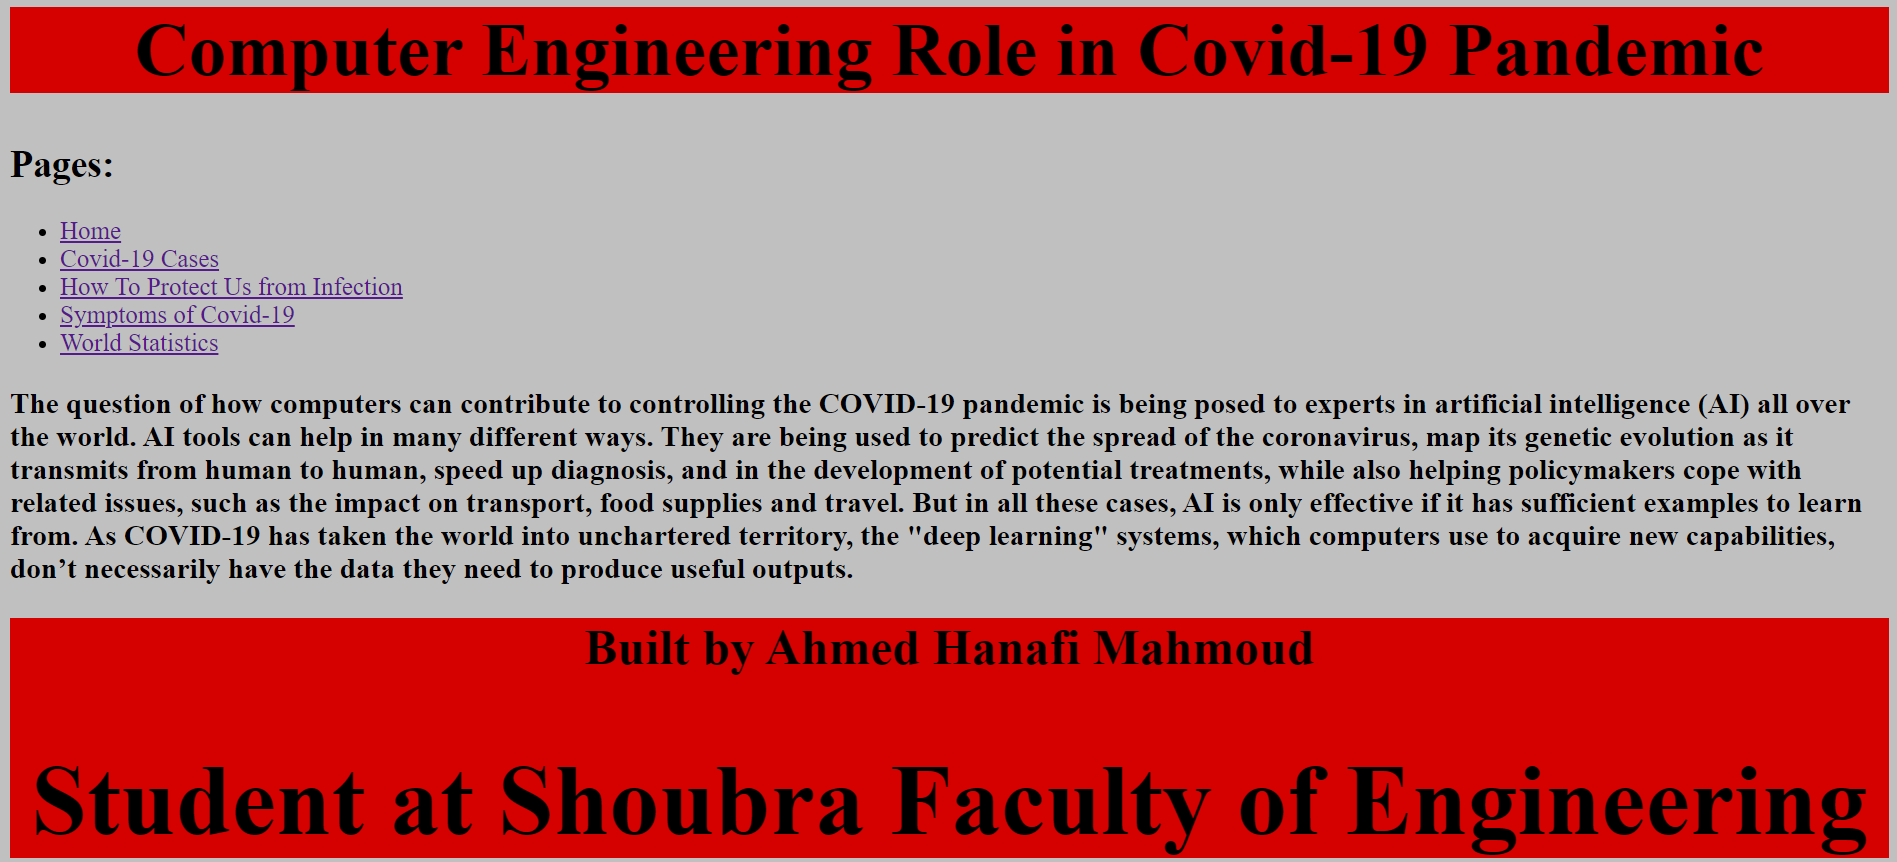 Computer Engineering Role in Covid-19 Pandemic
Pages:
Home
Covid-19 Cases
How To Protect Us from Infection
Symptoms of Covid-19
World Statistics
The question of how computers can contribute to controlling the COVID-19 pandemic is being posed to experts in artificial intelligence (AI) all over
the world. AI tools can help in many different ways. They are being used to predict the spread of the coronavirus, map its genetic evolution as it
transmits from human to human, speed up diagnosis, and in the development of potential treatments, while also helping policymakers cope with
related issues, such as the impact on transport, food supplies and travel. But in all these cases, AI is only effective if it has sufficient examples to learn
from. As COVID-19 has taken the world into unchartered territory, the "deep learning" systems, which computers use to acquire new capabilities,
don’t necessarily have the data they need to produce useful outputs.
Built by Ahmed Hanafi Mahmoud
Student at Shoubra Faculty of Engineering